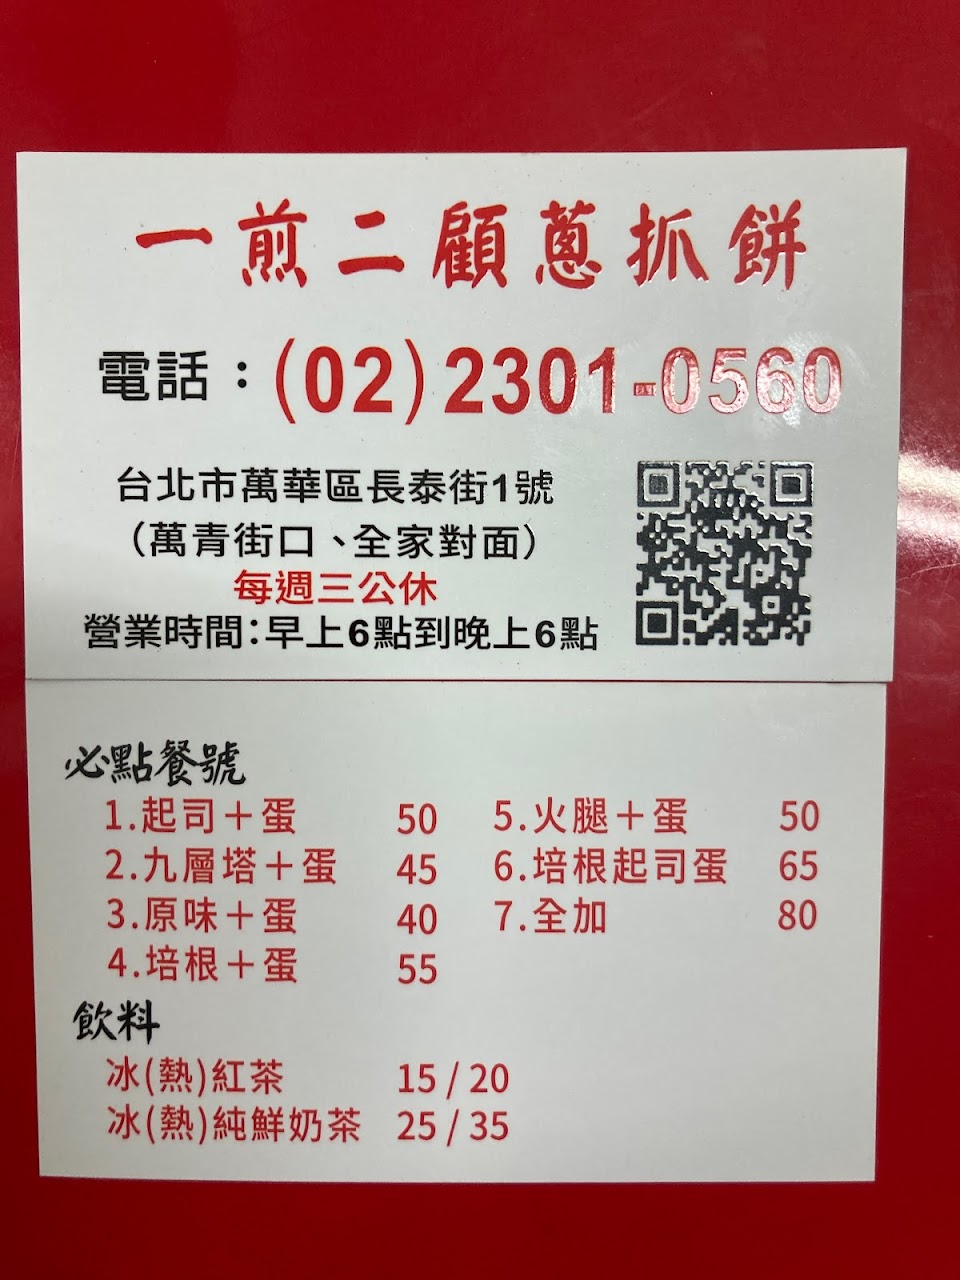 一煎二顧蔥抓餅
電話：(02)2301-0560
台北市萬華區長泰街1號
（萬青街口、全家對面）
每週三公休
營業時間：早上6點到晚上6點
必點餐號
1.起司＋蛋 50 5.火腿＋蛋 50
2.九層塔＋蛋 45 6.培根起司蛋 65
3.原味＋蛋 40 7.全加 80
4.培根＋蛋 55
飲料
冰(熱)紅茶 15 / 20
冰(熱)純鮮奶茶 25 / 35